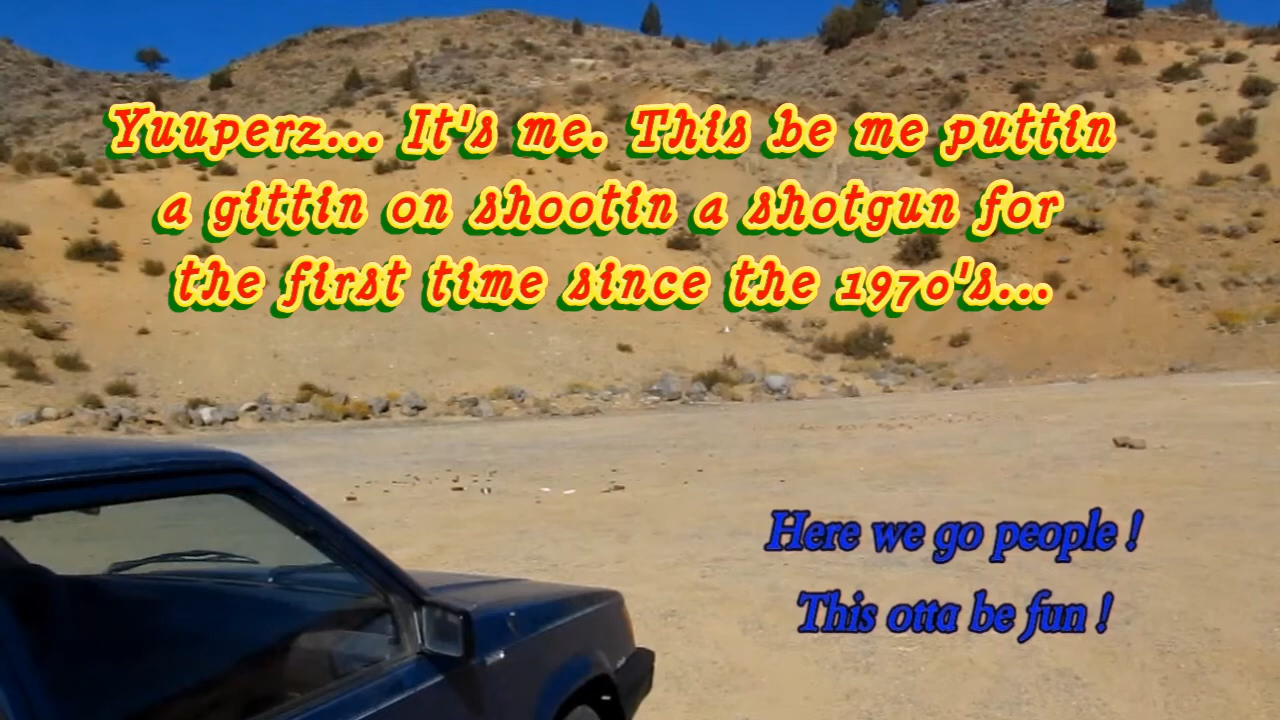 Yuuperz... It's me. This be me puttin
a gittin on shootin a shotgun for
the first time since the 1970's...
Here we go people !
This otta be fun !